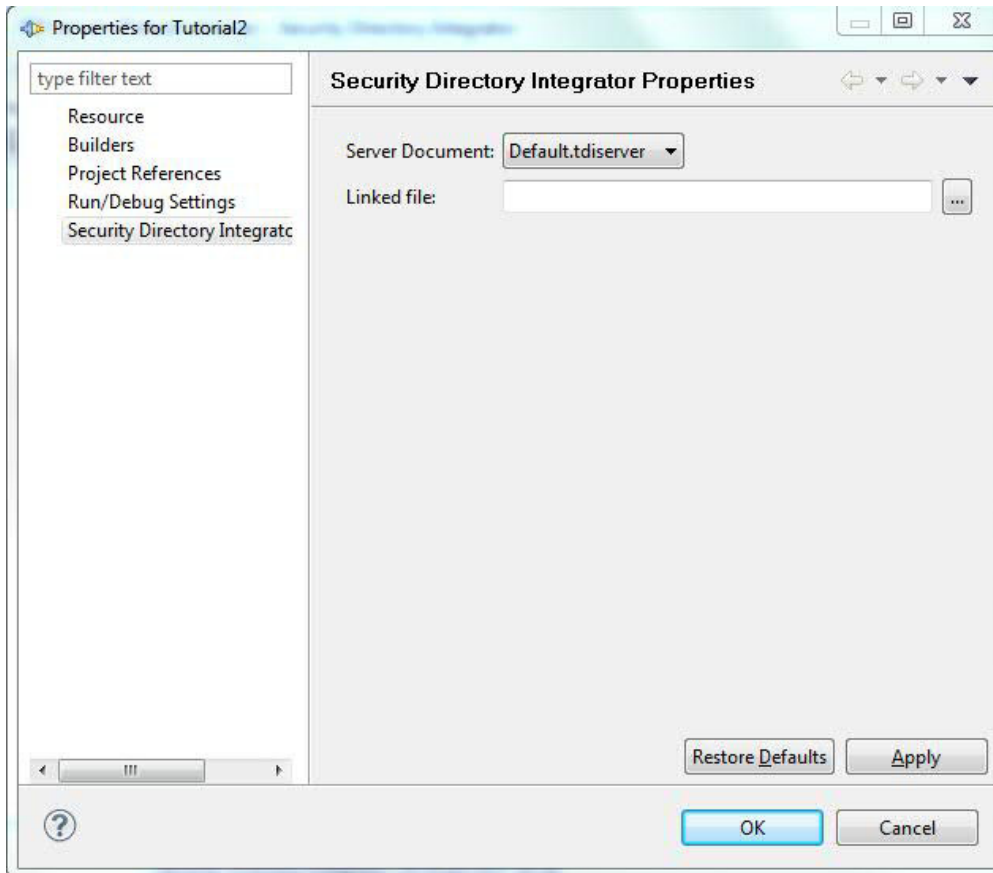 Properties for Tutorial2
type filter text
Resource
Builders
Project References
Run/Debug Settings
Security Directory Integratc
Security Directory Integrator Properties
Server Document: Default.tdiserver
Linked file:
...
Restore Defaults
Apply
?
OK
Cancel